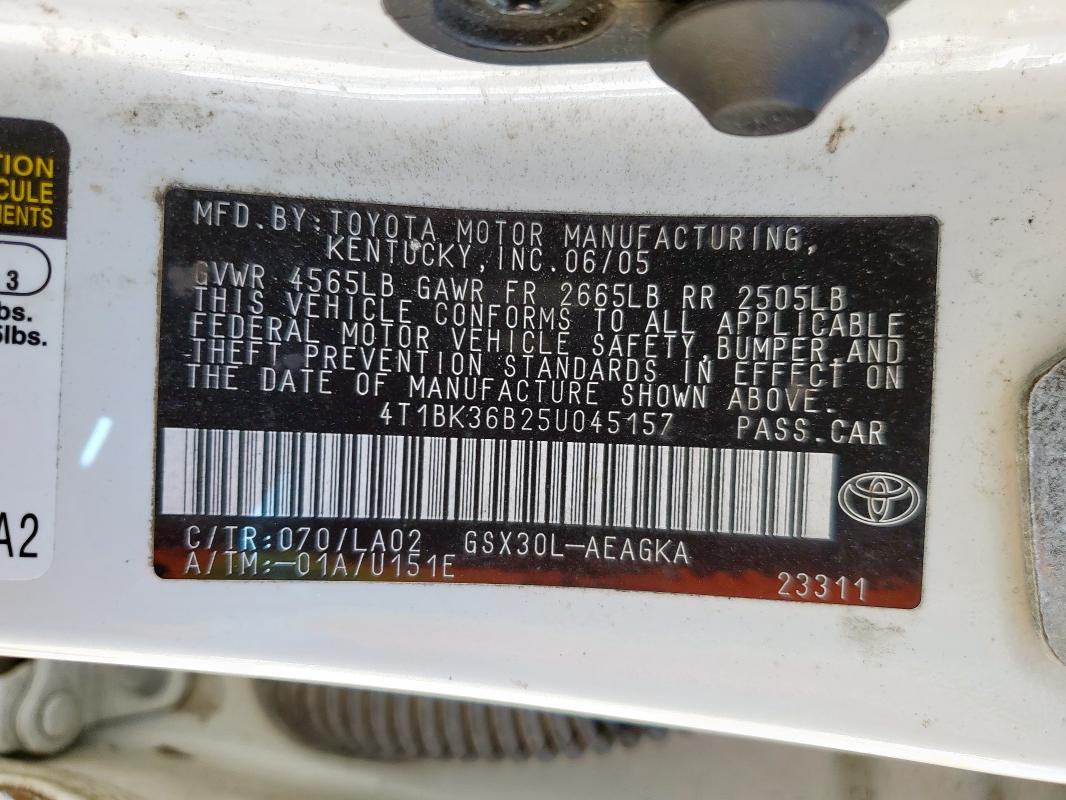 TION
CULE
MENTS
3
bs.
5lbs.
A2
MFD.BY:TOYOTA MOTOR MANUFACTURING,
KENTUCKY,INC.06/05
GVWR 4565LB GAWR FR 2665LB RR 2505LB
THIS VEHICLE CONFORMS TO ALL APPLICABLE
FEDERAL MOTOR VEHICLE SAFETY,BUMPER,AND
THEFT PREVENTION STANDARDS IN EFFECT ON
THE DATE OF MANUFACTURE SHOWN ABOVE.
4T1BK36B25U045157 PASS.CAR
C/TR:070/LA02 GSX30L-AEAGKA
A/TM:-01A/U151E
23311